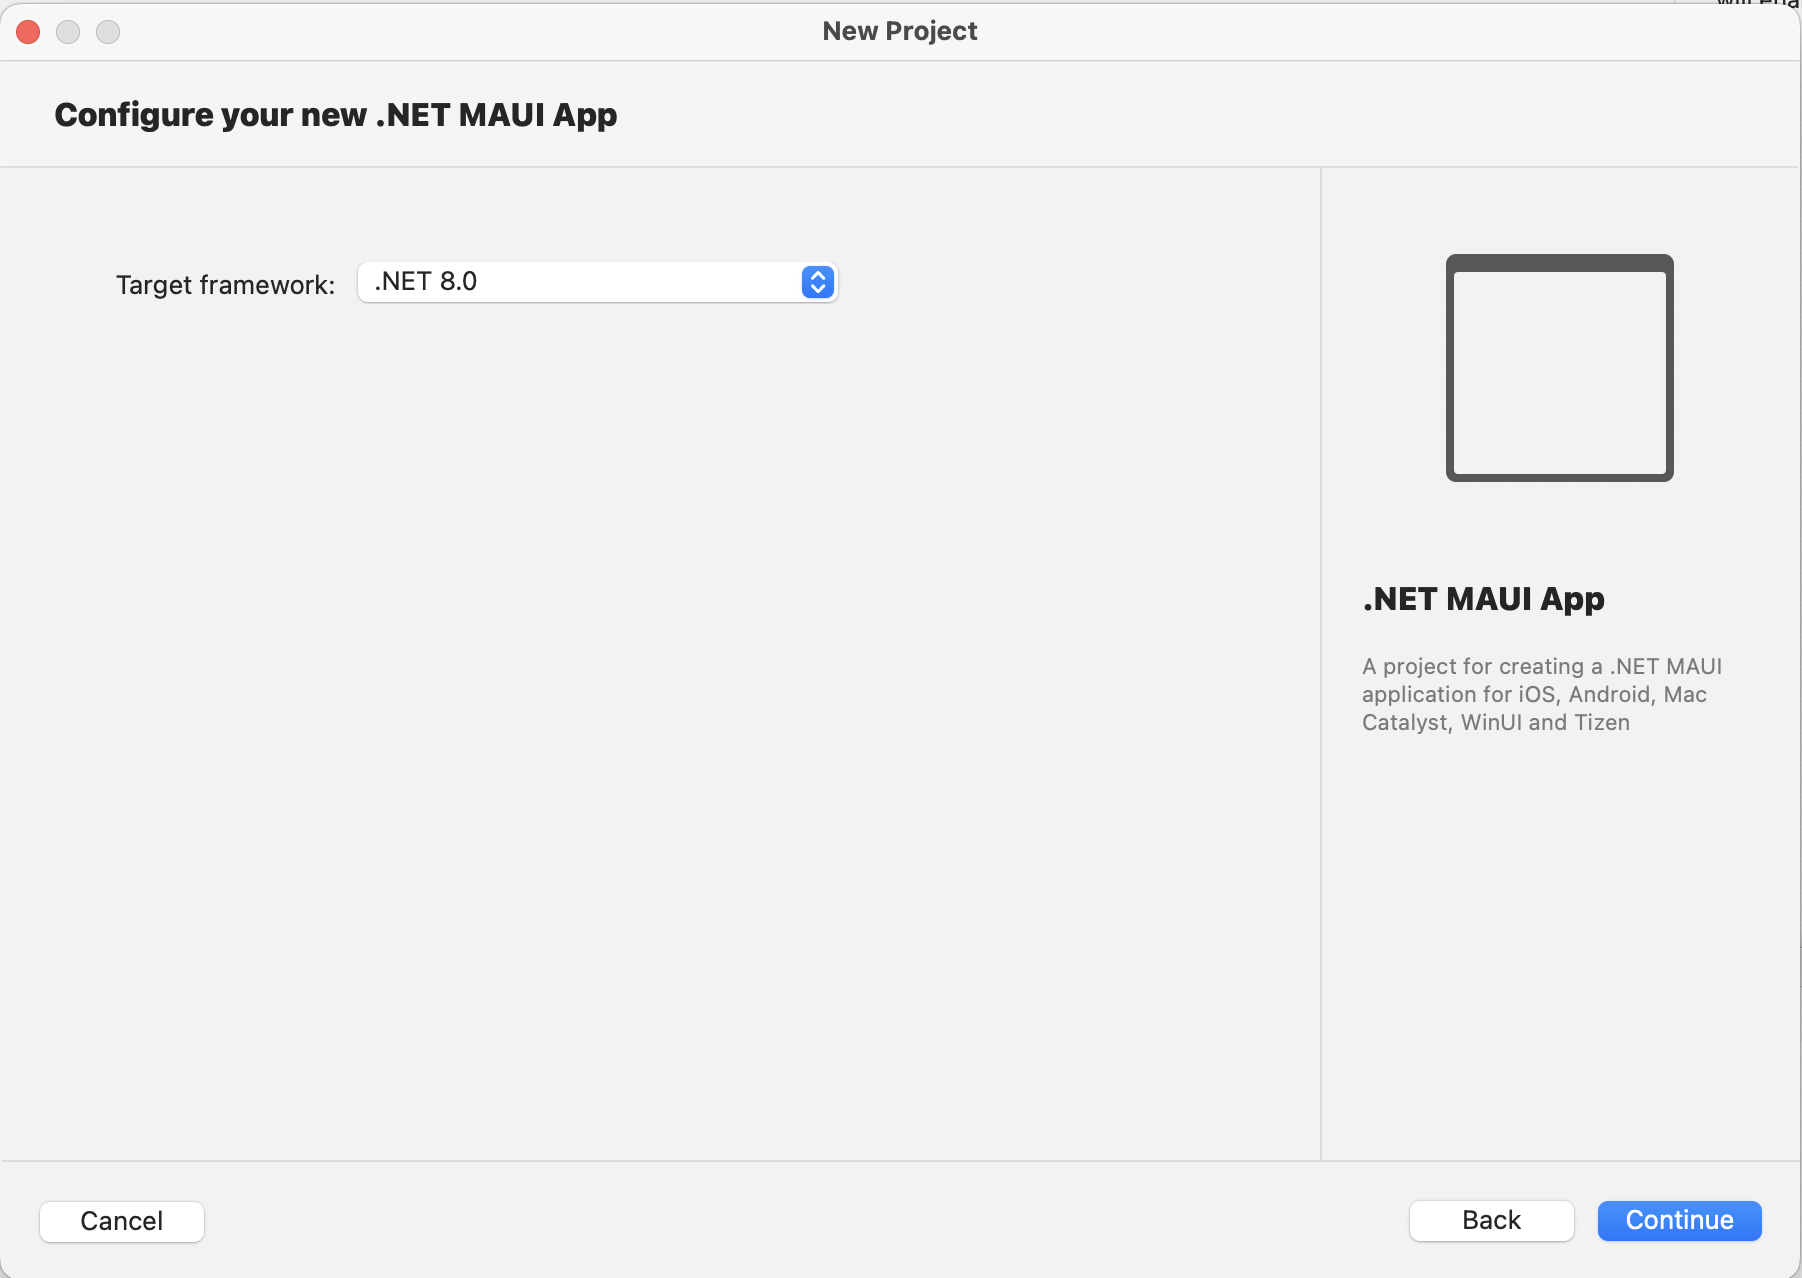 New Project
Configure your new .NET MAUI App
Target framework:
.NET 8.0
.NET MAUI App
A project for creating a .NET MAUI
application for iOS, Android, Mac
Catalyst, WinUI and Tizen
Cancel
Back
Continue